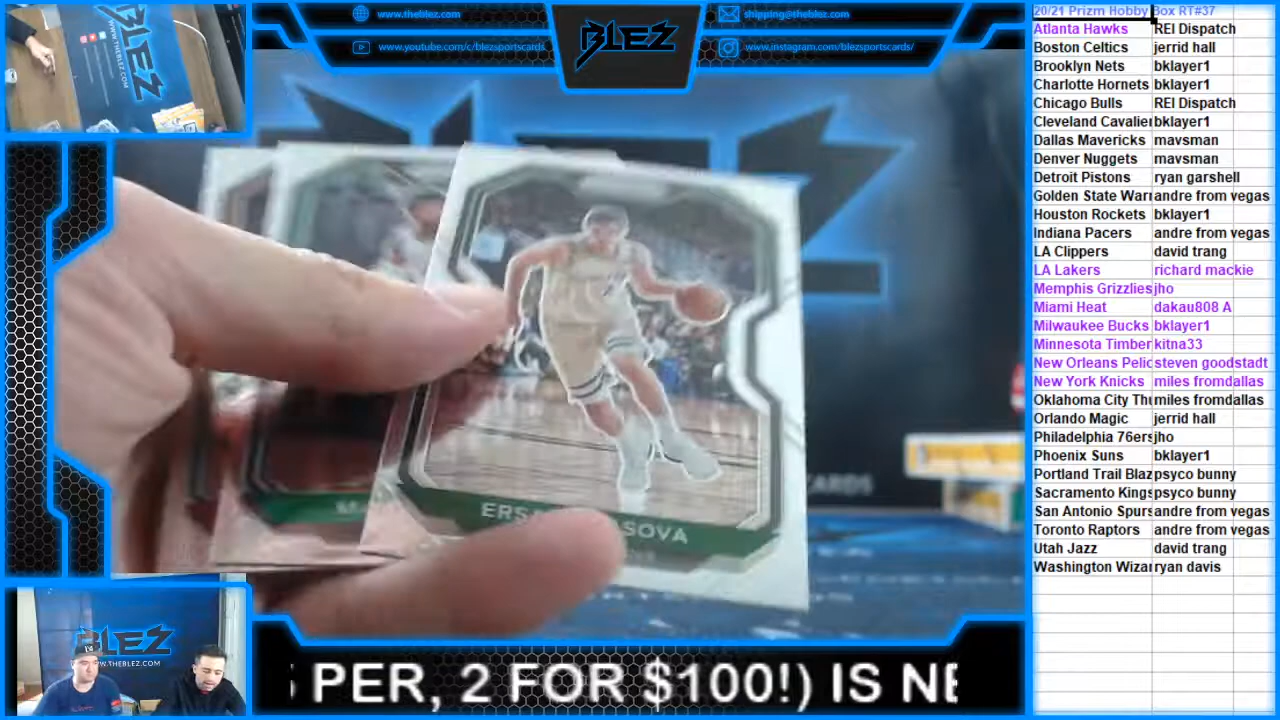 www.theblez.com
BLEZ
shipping@theblez.com
www.youtube.com/c/blezsportscards
www.instagram.com/blezsportscards/
20/21 Prizm Hobby Box RT#37
Atlanta Hawks REI Dispatch
Boston Celtics jerrid hall
Brooklyn Nets bklayer1
Charlotte Hornets bklayer1
Chicago Bulls REI Dispatch
Cleveland Cavalier bklayer1
Dallas Mavericks mavsman
Denver Nuggets mavsman
Detroit Pistons ryan garshell
Golden State Warr andre from vegas
Houston Rockets bklayer1
Indiana Pacers andre from vegas
LA Clippers david trang
LA Lakers richard mackie
Memphis Grizzlies jho
Miami Heat dakau808 A
Milwaukee Bucks bklayer1
Minnesota Timber kitna33
New Orleans Pelic steven goodstadt
New York Knicks miles fromdallas
Oklahoma City Thu miles fromdallas
Orlando Magic jerrid hall
Philadelphia 76ers jho
Phoenix Suns bklayer1
Portland Trail Blaz psyco bunny
Sacramento Kings psyco bunny
San Antonio Spurs andre from vegas
Toronto Raptors andre from vegas
Utah Jazz david trang
Washington Wizar ryan davis
BLEZ
BLEZ
WWW.THEBLEZ.COM
PER, 2 FOR $100!) IS NE